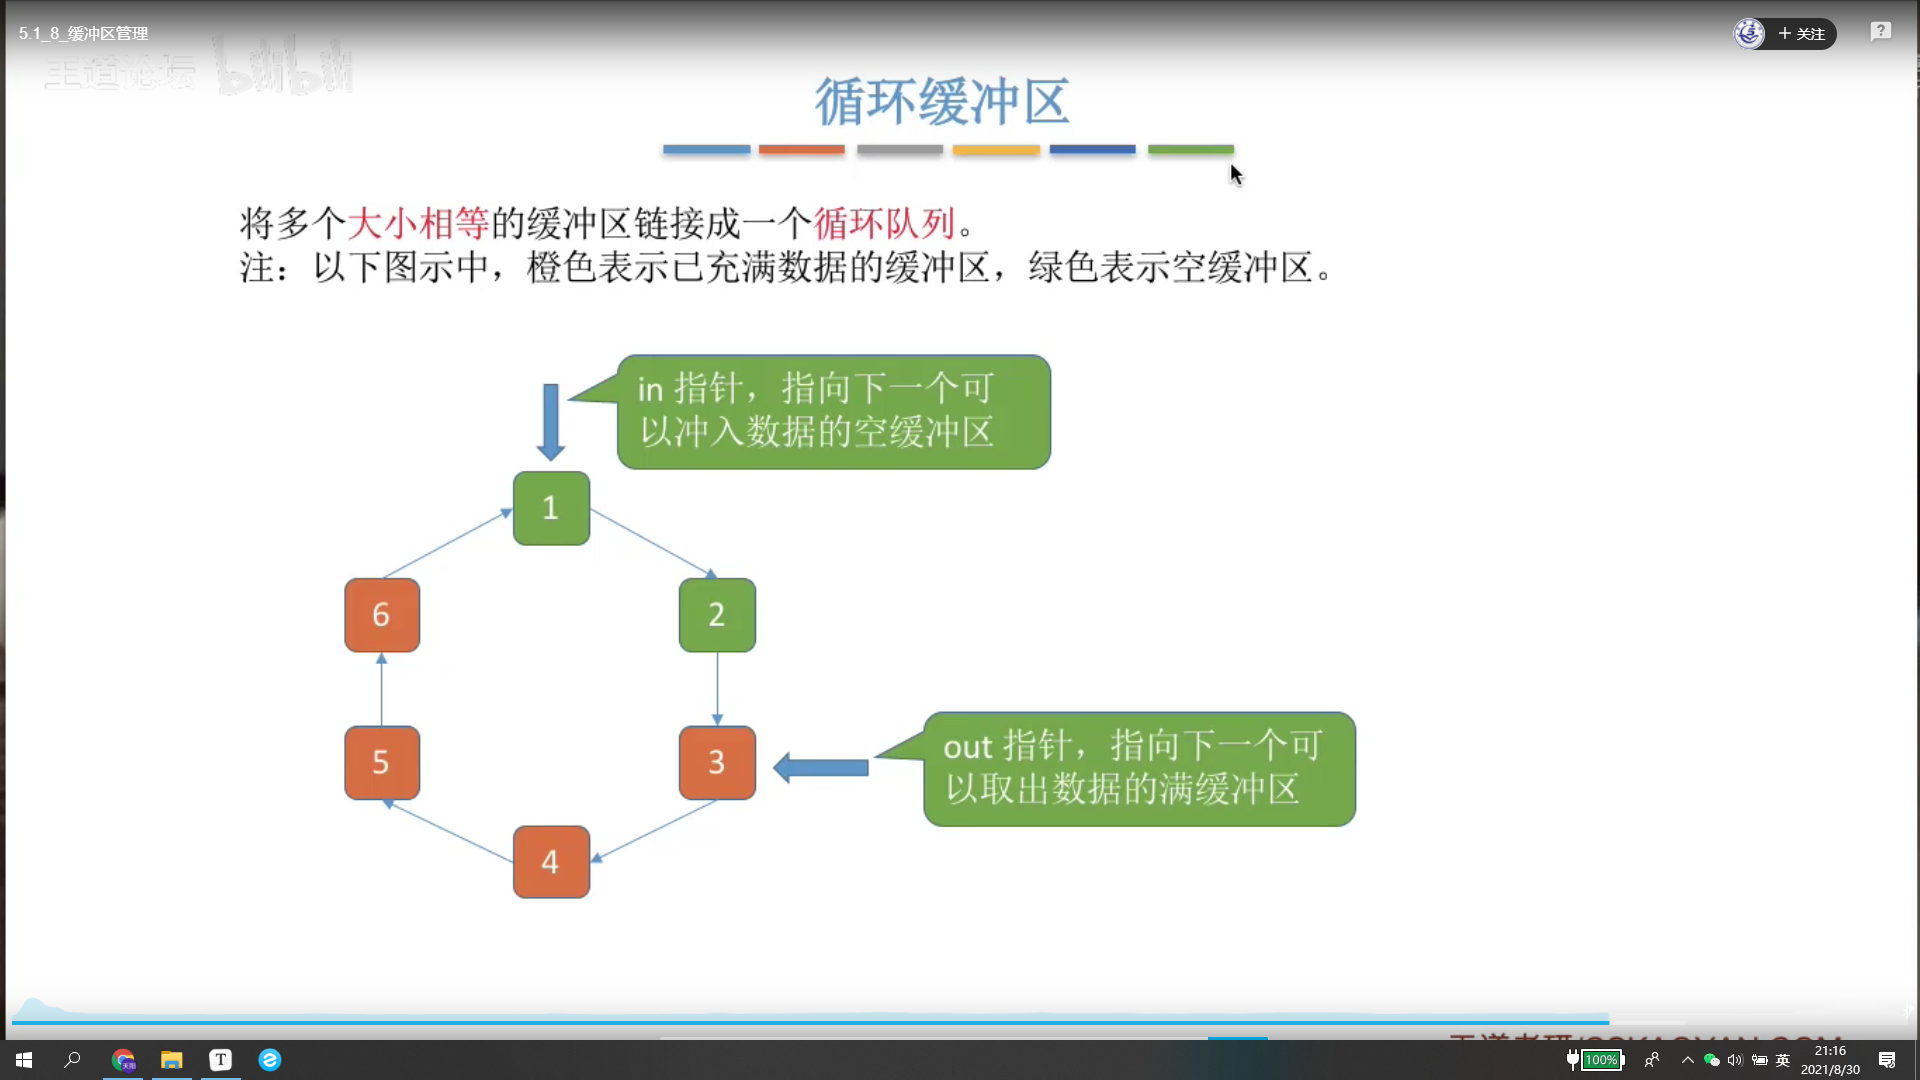 5.1_8_缓冲区管理
王道论坛 bilibili
+ 关注
?
循环缓冲区
将多个大小相等的缓冲区链接成一个循环队列。
注：以下图示中，橙色表示已充满数据的缓冲区，绿色表示空缓冲区。
in 指针，指向下一个可
以冲入数据的空缓冲区
1
6
2
5
3
out 指针，指向下一个可
以取出数据的满缓冲区
4
T
100%
英
21:16
2021/8/30